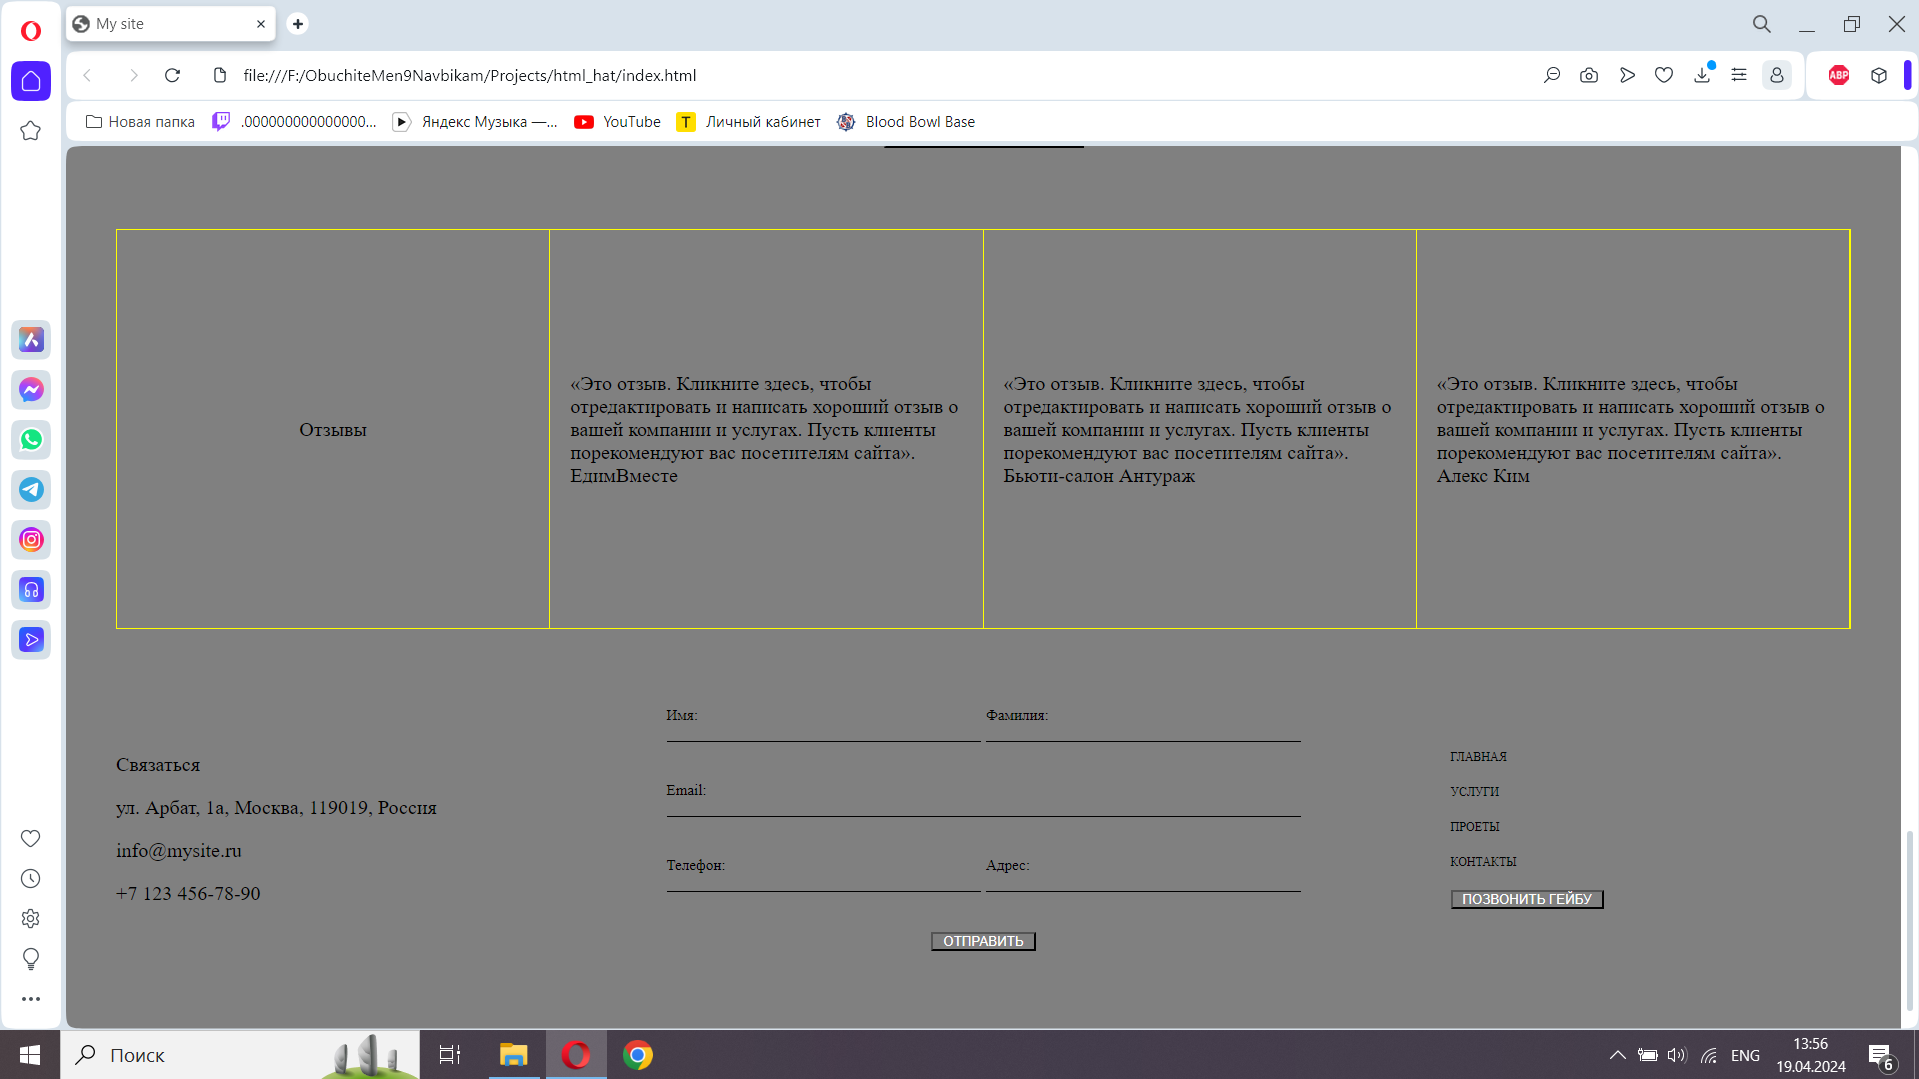 My site
file:///F:/ObuchiteMen9Navbikam/Projects/html_hat/index.html
ABP
Новая папка
.000000000000000...
Яндекс Музыка —...
YouTube
T
Личный кабинет
Blood Bowl Base
Отзывы
«Это отзыв. Кликните здесь, чтобы
отредактировать и написать хороший отзыв о
вашей компании и услугах. Пусть клиенты
порекомендуют вас посетителям сайта».
ЕдимВместе
«Это отзыв. Кликните здесь, чтобы
отредактировать и написать хороший отзыв о
вашей компании и услугах. Пусть клиенты
порекомендуют вас посетителям сайта».
Бьюти-салон Антураж
«Это отзыв. Кликните здесь, чтобы
отредактировать и написать хороший отзыв о
вашей компании и услугах. Пусть клиенты
порекомендуют вас посетителям сайта».
Алекс Ким
Связаться
ул. Арбат, 1а, Москва, 119019, Россия
info@mysite.ru
+7 123 456-78-90
Имя:
Фамилия:
Email:
Телефон:
Адрес:
ОТПРАВИТЬ
ГЛАВНАЯ
УСЛУГИ
ПРОЕТЫ
КОНТАКТЫ
ПОЗВОНИТЬ ГЕЙБУ
Поиск
ENG
13:56
19.04.2024
6